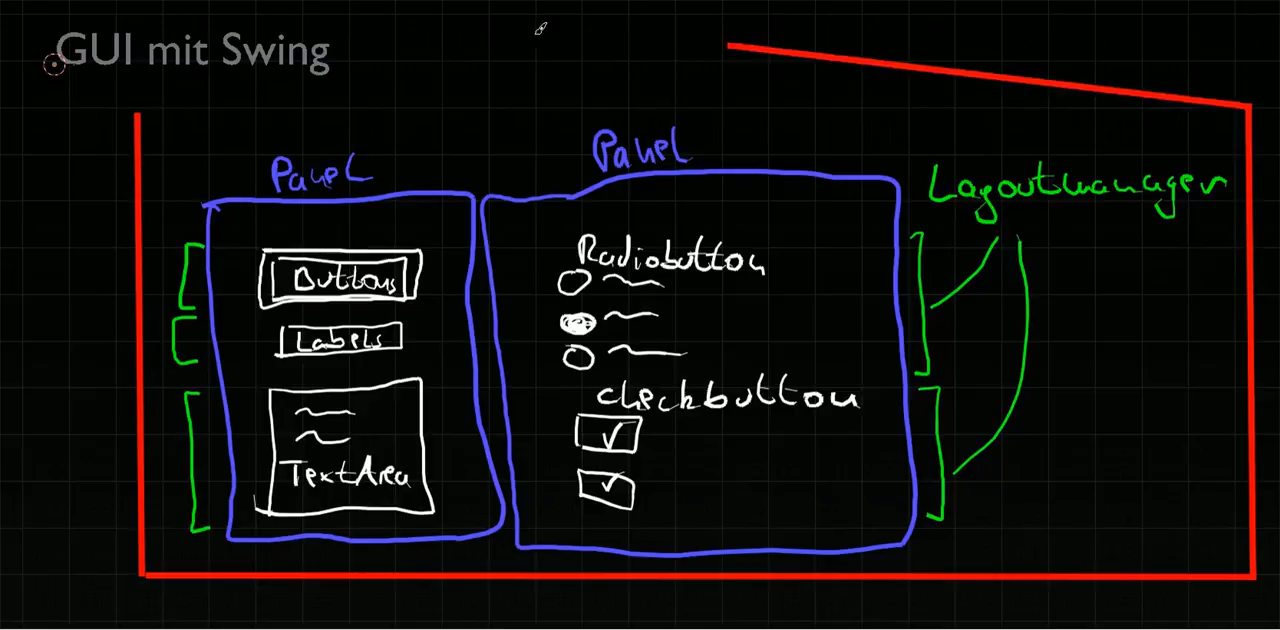 GUI mit Swing
Panel
Panel
Layoutmanager
Buttons
Labels
TextArea
Radiobutton
checkbutton